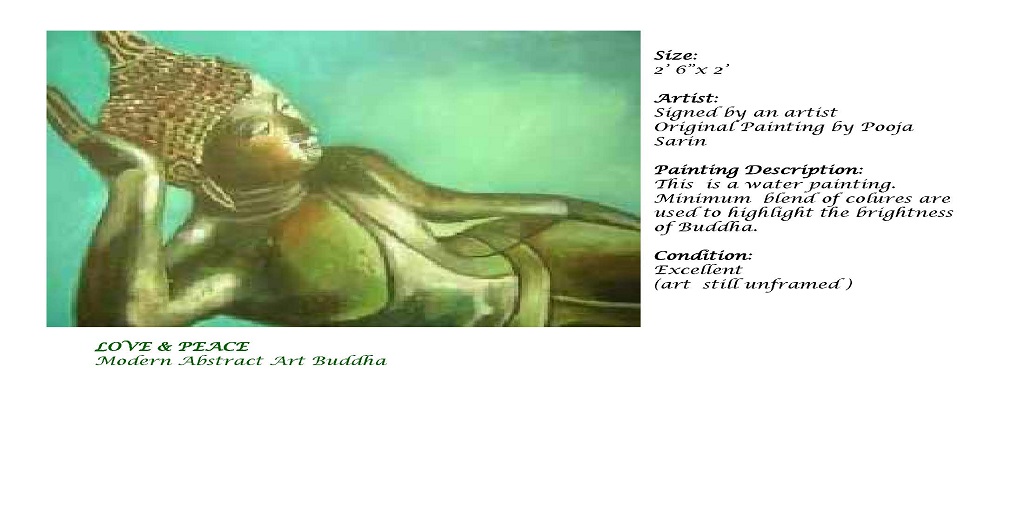 Size:
2' 6"x 2'
Artist:
Signed by an artist
Original Painting by Pooja
Sarin
Painting Description:
This is a water painting.
Minimum blend of colures are
used to highlight the brightness
of Buddha.
Condition:
Excellent
(art still unframed )
LOVE & PEACE
Modern Abstract Art Buddha